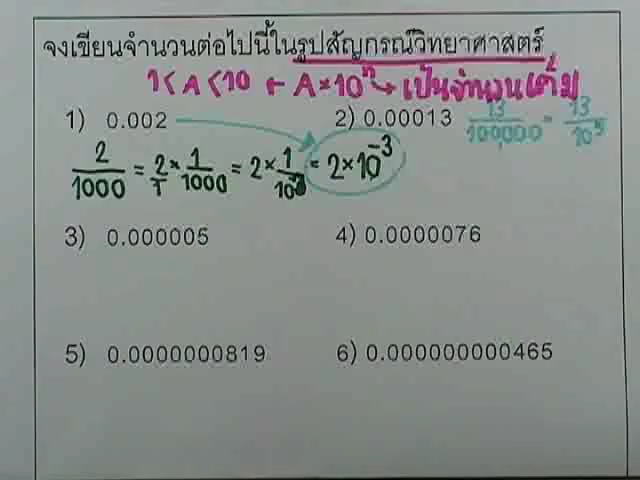 จงเขียนจำนวนต่อไปนี้ในรูปสัญกรณ์วิทยาศาสตร์
1 < A < 10 ← A × 10ⁿ → เป็นจำนวนเต็ม
1) 0.002 2) 0.00013 13/100,000 = 13/10⁵
2/1000 = 2/1 × 1/1000 = 2 × 1/10³ = 2 × 10⁻³
3) 0.000005 4) 0.0000076
5) 0.0000000819 6) 0.000000000465